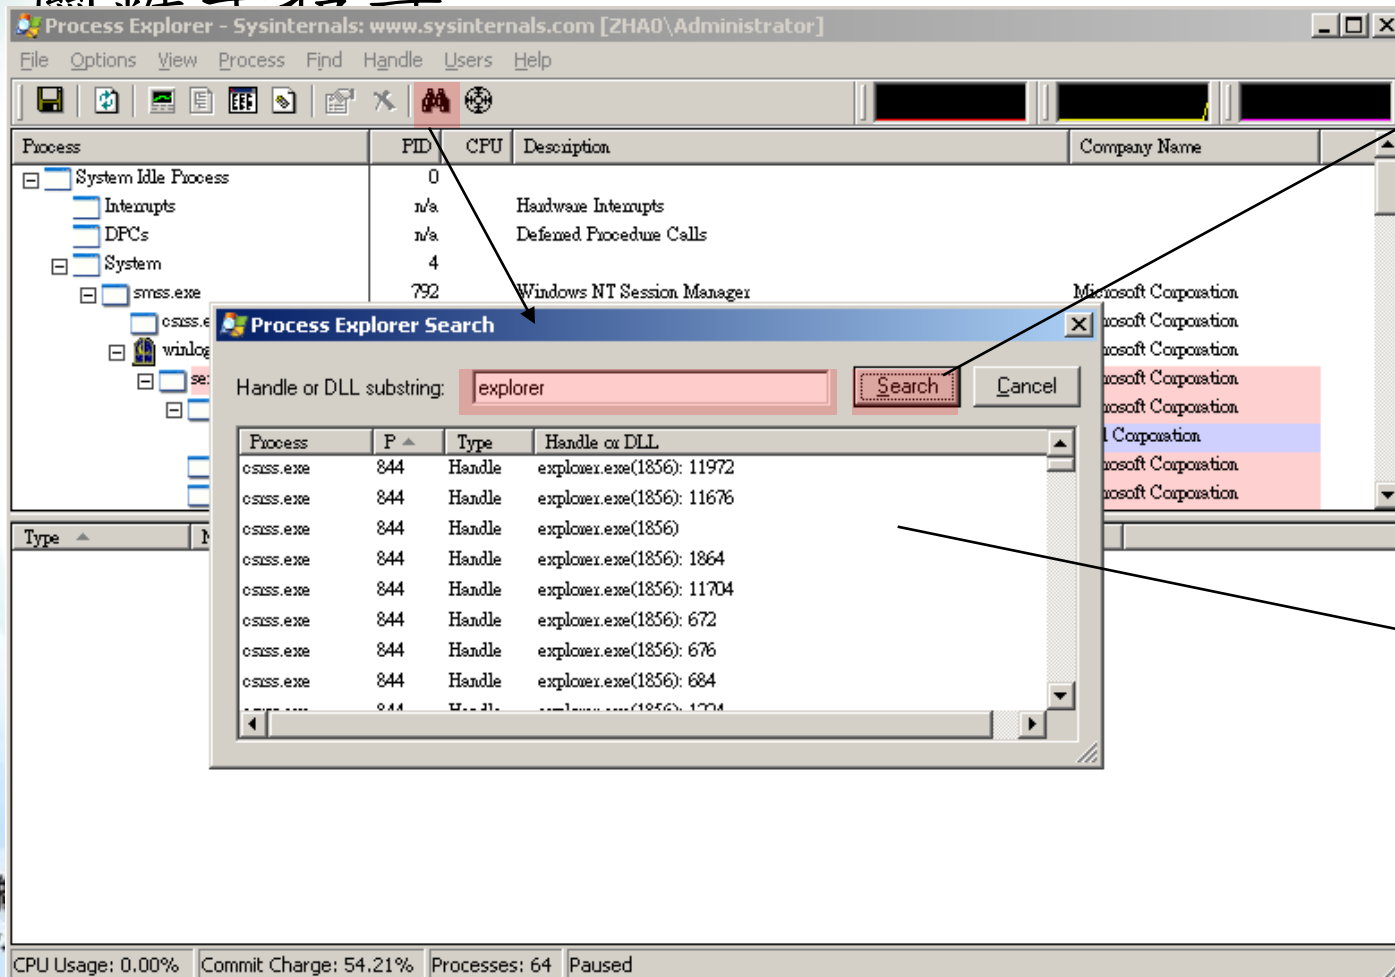 Process Explorer - Sysinternals: www.sysinternals.com [ZHAO\Administrator]
File Options View Process Find Handle Users Help
Process PID CPU Description Company Name
System Idle Process 0
Interrupts n/a Hardware Interrupts
DPCs n/a Deferred Procedure Calls
System 4
smss.exe 792 Windows NT Session Manager Microsoft Corporation
Corporation
Corporation
Corporation
Corporation
Corporation
Corporation
Corporation
Process Explorer Search
Handle or DLL substring: explorer Search Cancel
Process P Type Handle or DLL
csrss.exe 844 Handle explorer.exe(1856): 11972
csrss.exe 844 Handle explorer.exe(1856): 11676
csrss.exe 844 Handle explorer.exe(1856)
csrss.exe 844 Handle explorer.exe(1856): 1864
csrss.exe 844 Handle explorer.exe(1856): 11704
csrss.exe 844 Handle explorer.exe(1856): 672
csrss.exe 844 Handle explorer.exe(1856): 676
csrss.exe 844 Handle explorer.exe(1856): 684
Type
CPU Usage: 0.00% Commit Charge: 54.21% Processes: 64 Paused